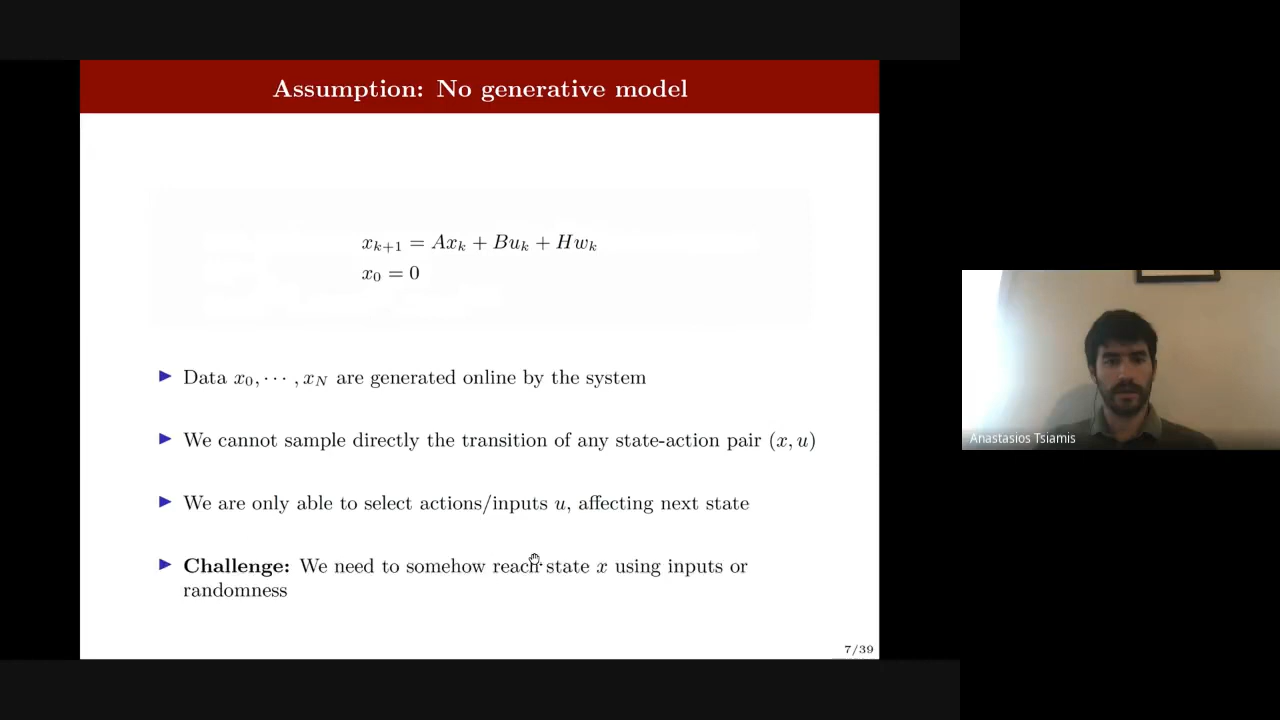 Assumption: No generative model
x_{k+1} = Ax_k + Bu_k + Hw_k
x_0 = 0
▶ Data x_0, ⋯ , x_N are generated online by the system
▶ We cannot sample directly the transition of any state-action pair (x, u)
▶ We are only able to select actions/inputs u, affecting next state
▶ Challenge: We need to somehow reach state x using inputs or
randomness
7/39
Anastasios Tsiamis